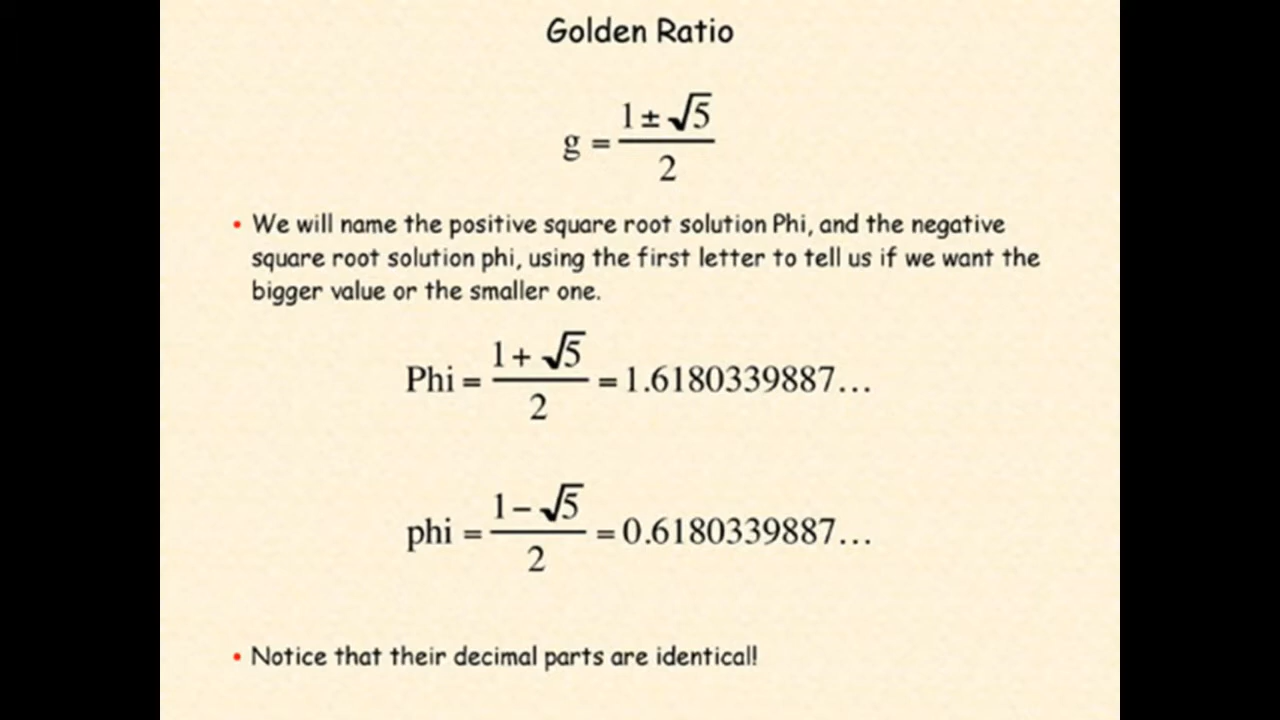 Golden Ratio
g = (1 ± √5) / 2
• We will name the positive square root solution Phi, and the negative
square root solution phi, using the first letter to tell us if we want the
bigger value or the smaller one.
Phi = (1 + √5) / 2 = 1.6180339887...
phi = (1 − √5) / 2 = 0.6180339887...
• Notice that their decimal parts are identical!